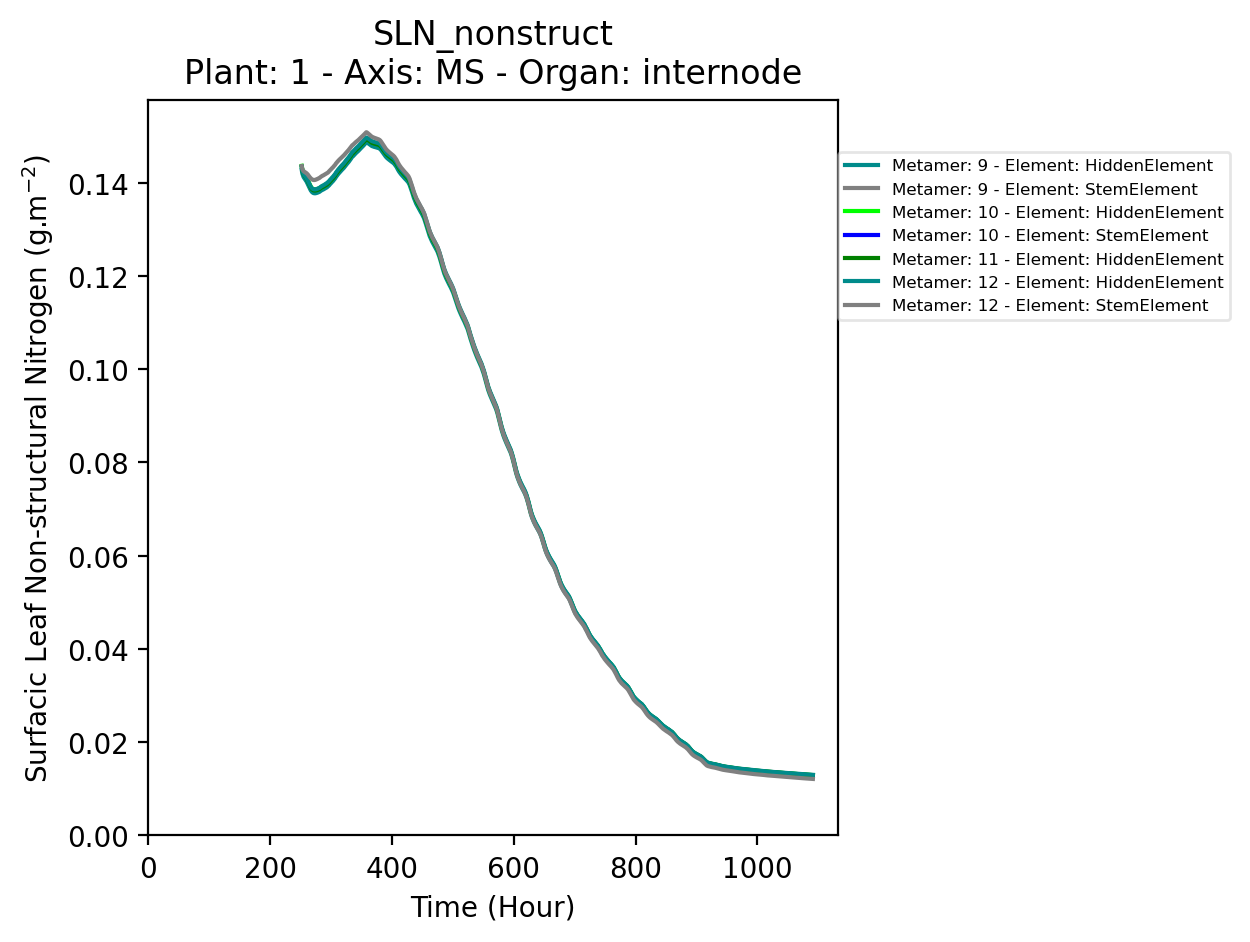 SLN_nonstruct
Plant: 1 - Axis: MS - Organ: internode
Surfacic Leaf Non-structural Nitrogen (g.m⁻²)
0.14
0.12
0.10
0.08
0.06
0.04
0.02
0.00
0 200 400 600 800 1000
Time (Hour)
Metamer: 9 - Element: HiddenElement
Metamer: 9 - Element: StemElement
Metamer: 10 - Element: HiddenElement
Metamer: 10 - Element: StemElement
Metamer: 11 - Element: HiddenElement
Metamer: 12 - Element: HiddenElement
Metamer: 12 - Element: StemElement